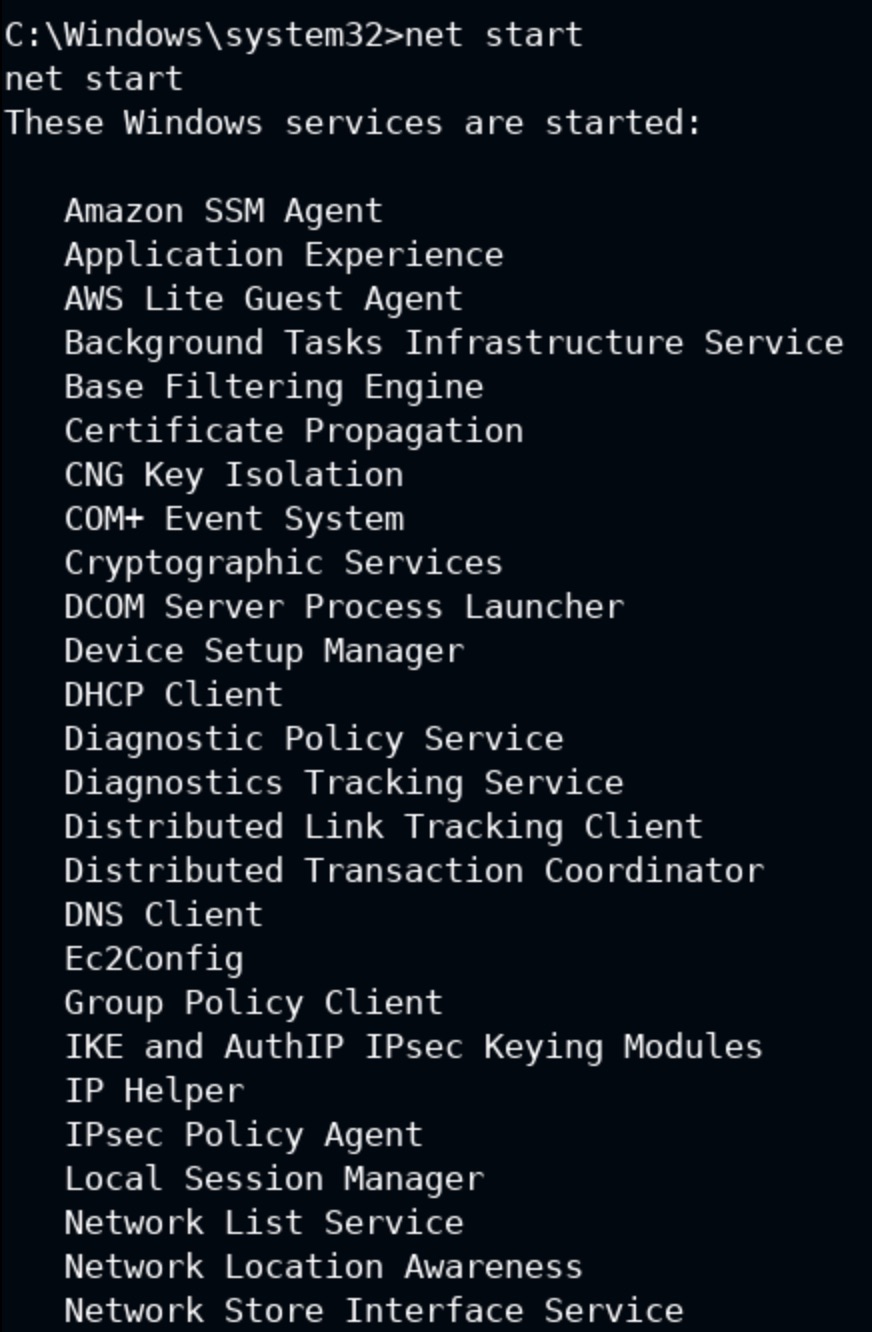 C:\Windows\system32>net start
net start
These Windows services are started:

   Amazon SSM Agent
   Application Experience
   AWS Lite Guest Agent
   Background Tasks Infrastructure Service
   Base Filtering Engine
   Certificate Propagation
   CNG Key Isolation
   COM+ Event System
   Cryptographic Services
   DCOM Server Process Launcher
   Device Setup Manager
   DHCP Client
   Diagnostic Policy Service
   Diagnostics Tracking Service
   Distributed Link Tracking Client
   Distributed Transaction Coordinator
   DNS Client
   Ec2Config
   Group Policy Client
   IKE and AuthIP IPsec Keying Modules
   IP Helper
   IPsec Policy Agent
   Local Session Manager
   Network List Service
   Network Location Awareness
   Network Store Interface Service